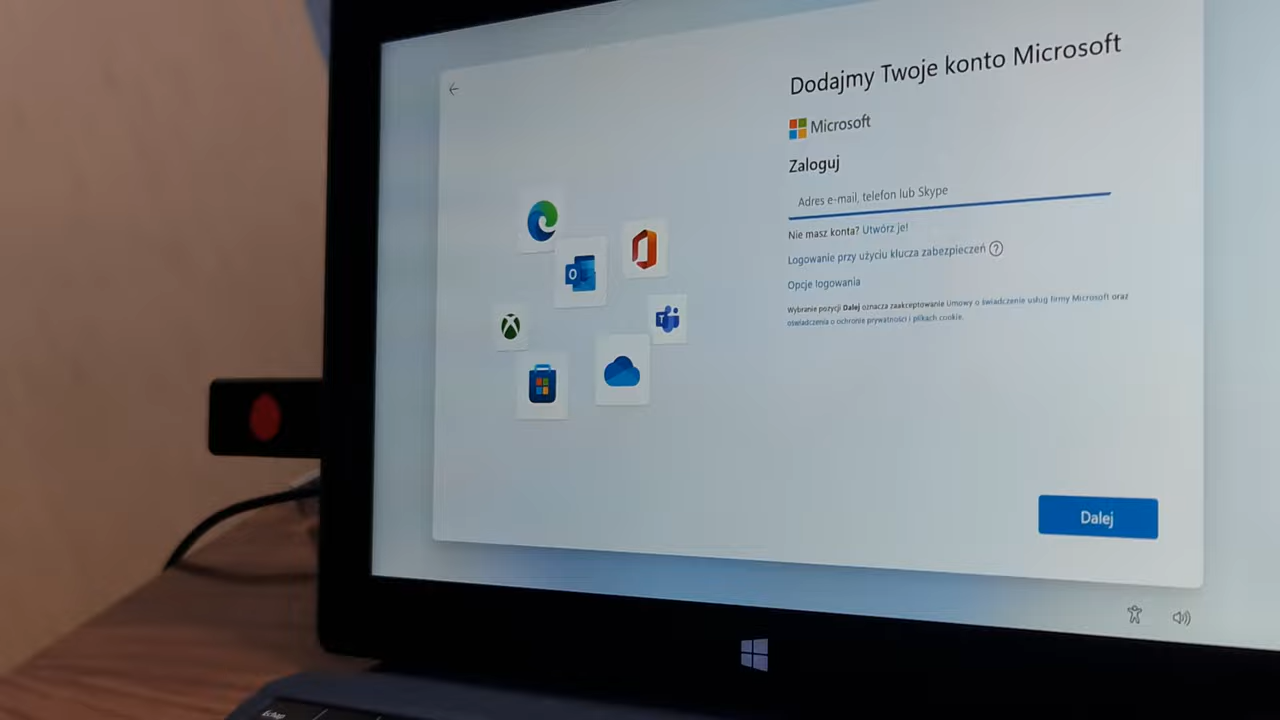 Dodajmy Twoje konto Microsoft
Microsoft
Zaloguj
Adres e-mail, telefon lub Skype
Nie masz konta? Utwórz je!
Logowanie przy użyciu klucza zabezpieczeń
Opcje logowania
Wybranie pozycji Dalej oznacza zaakceptowanie Umowy o świadczenie usług firmy Microsoft oraz
oświadczenia o ochronie prywatności i plikach cookie.
Dalej
Echap